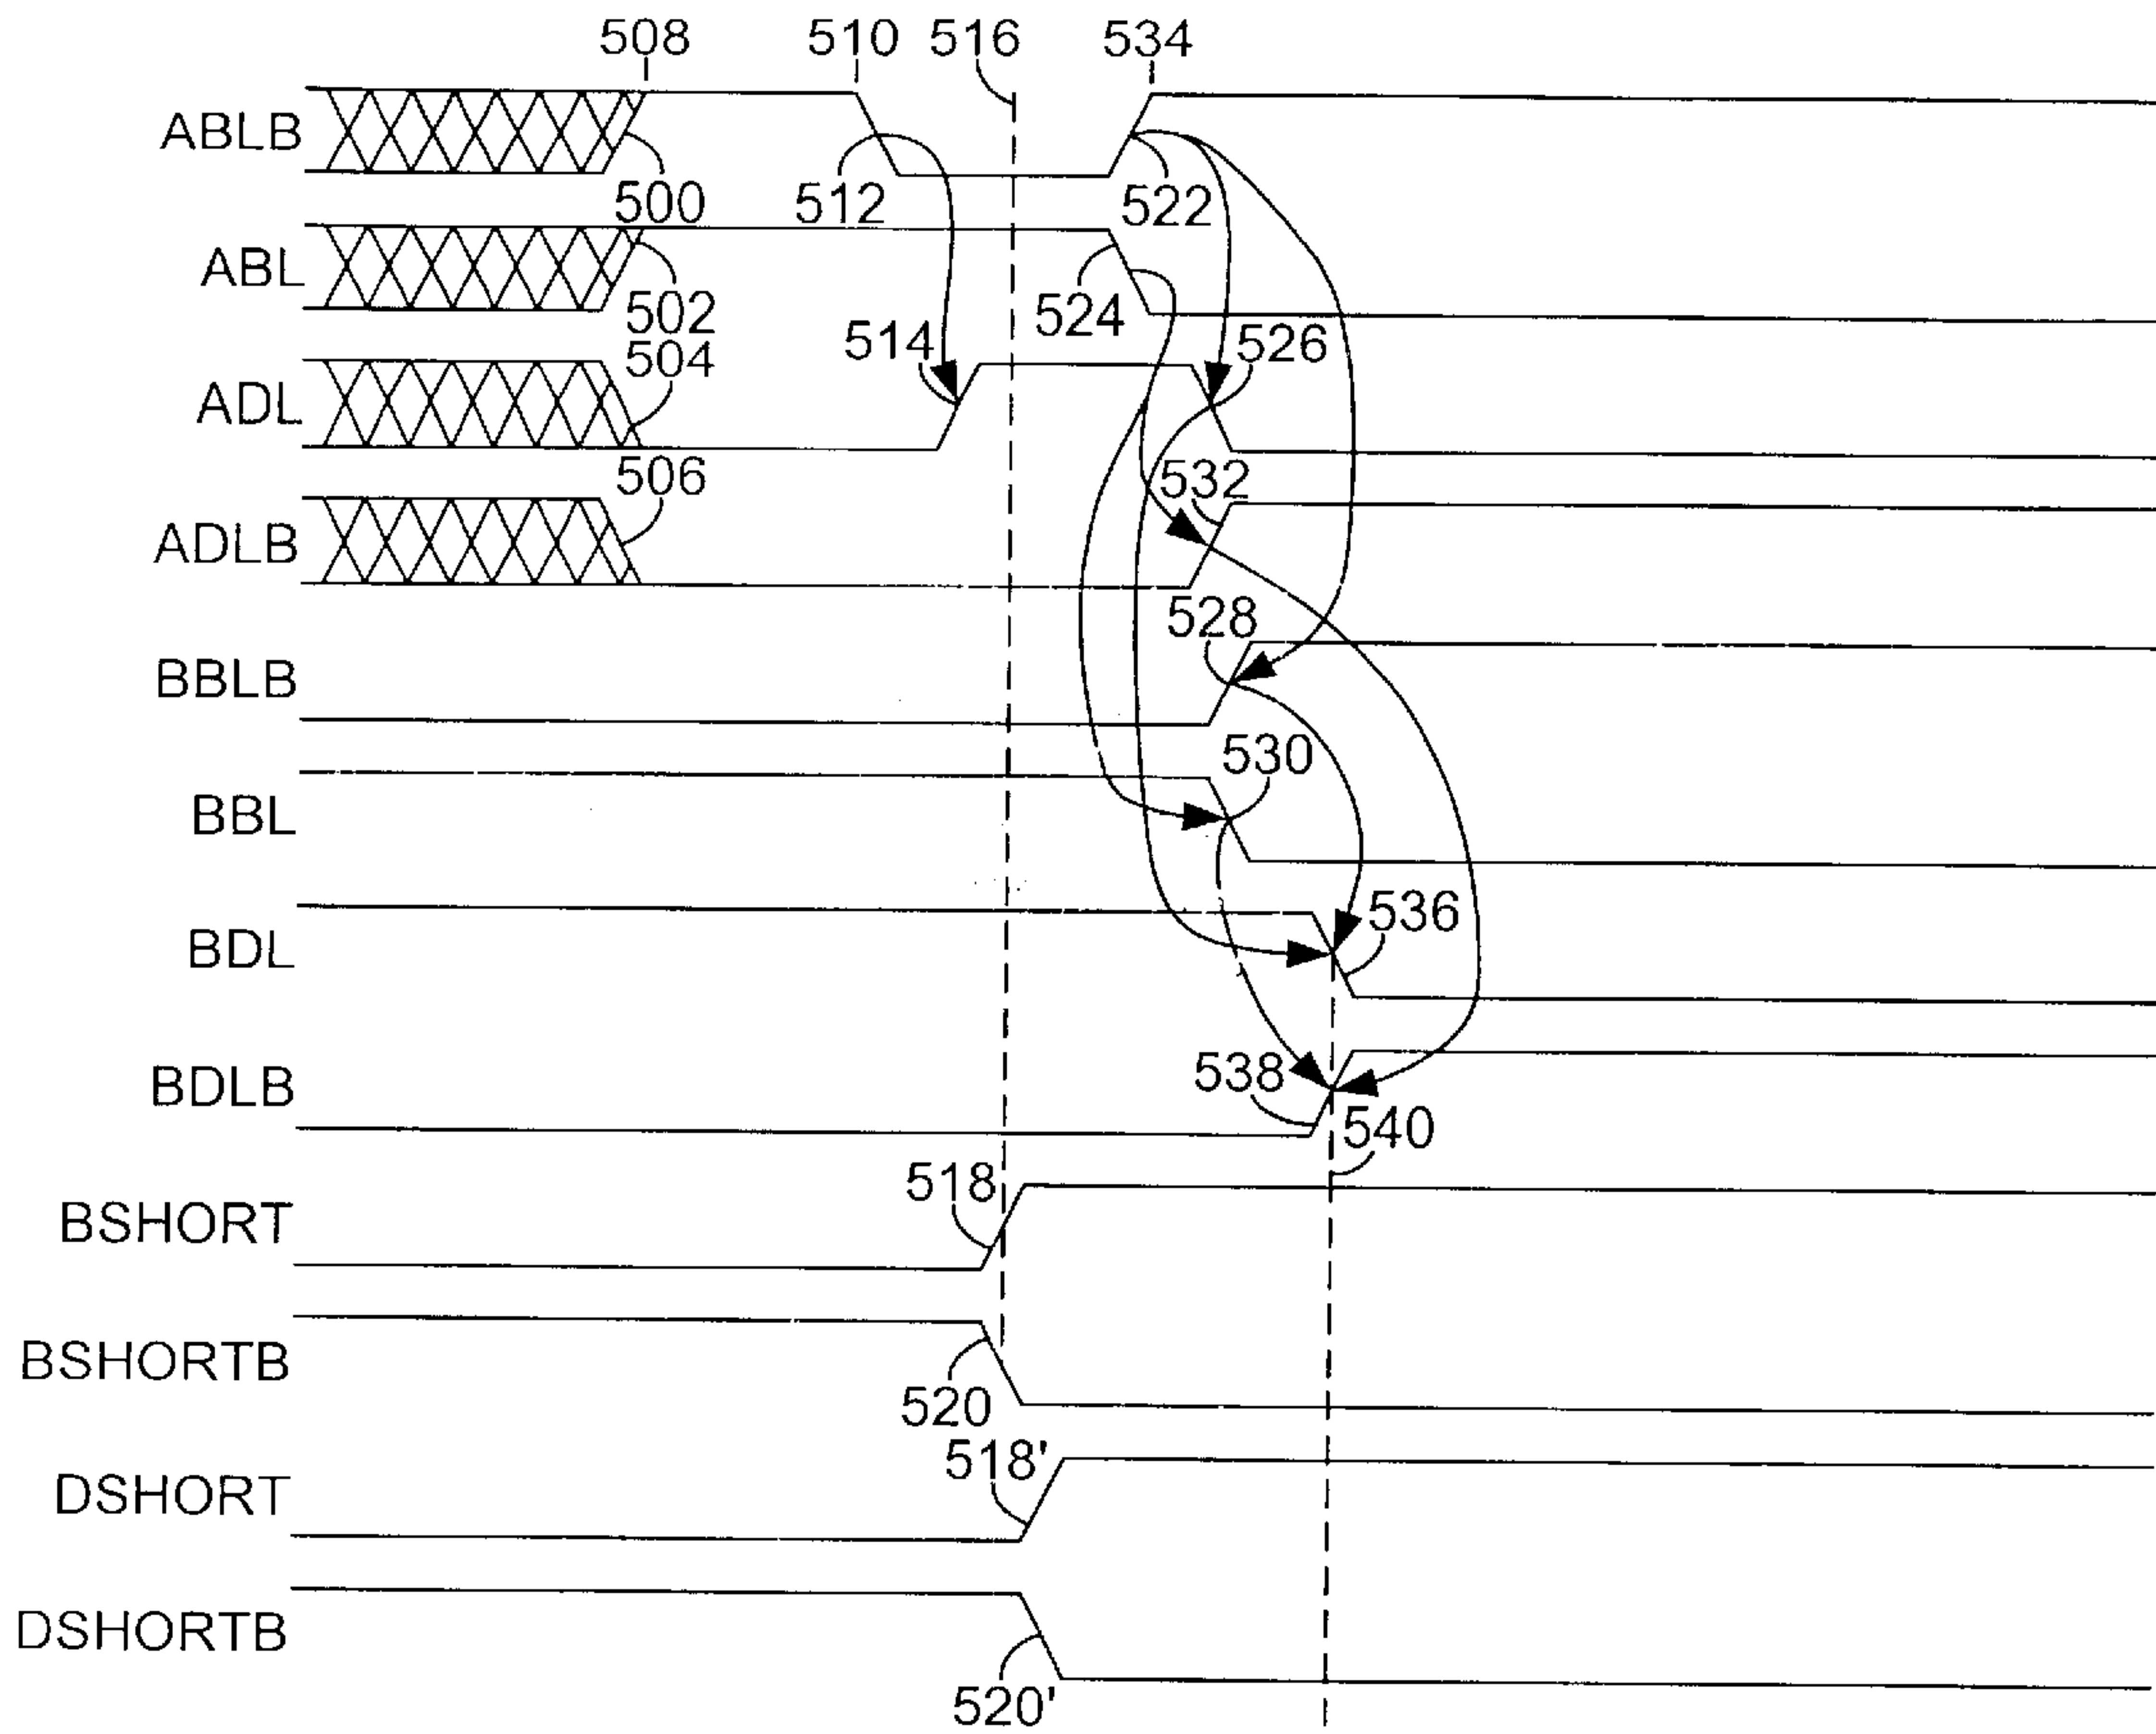 508 510 516 534
ABLB
500 512 522
ABL
502 524
514 526
504
ADL
506 532
ADLB
528
BBLB
530
BBL
536
BDL
538
BDLB
540
518
BSHORT
BSHORTB
520
518'
DSHORT
DSHORTB
520'